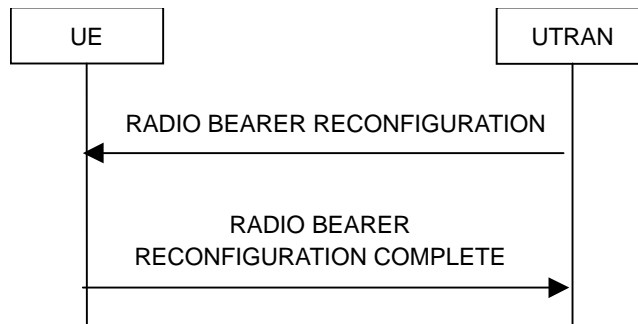 UE
UTRAN
RADIO BEARER RECONFIGURATION
RADIO BEARER
RECONFIGURATION COMPLETE